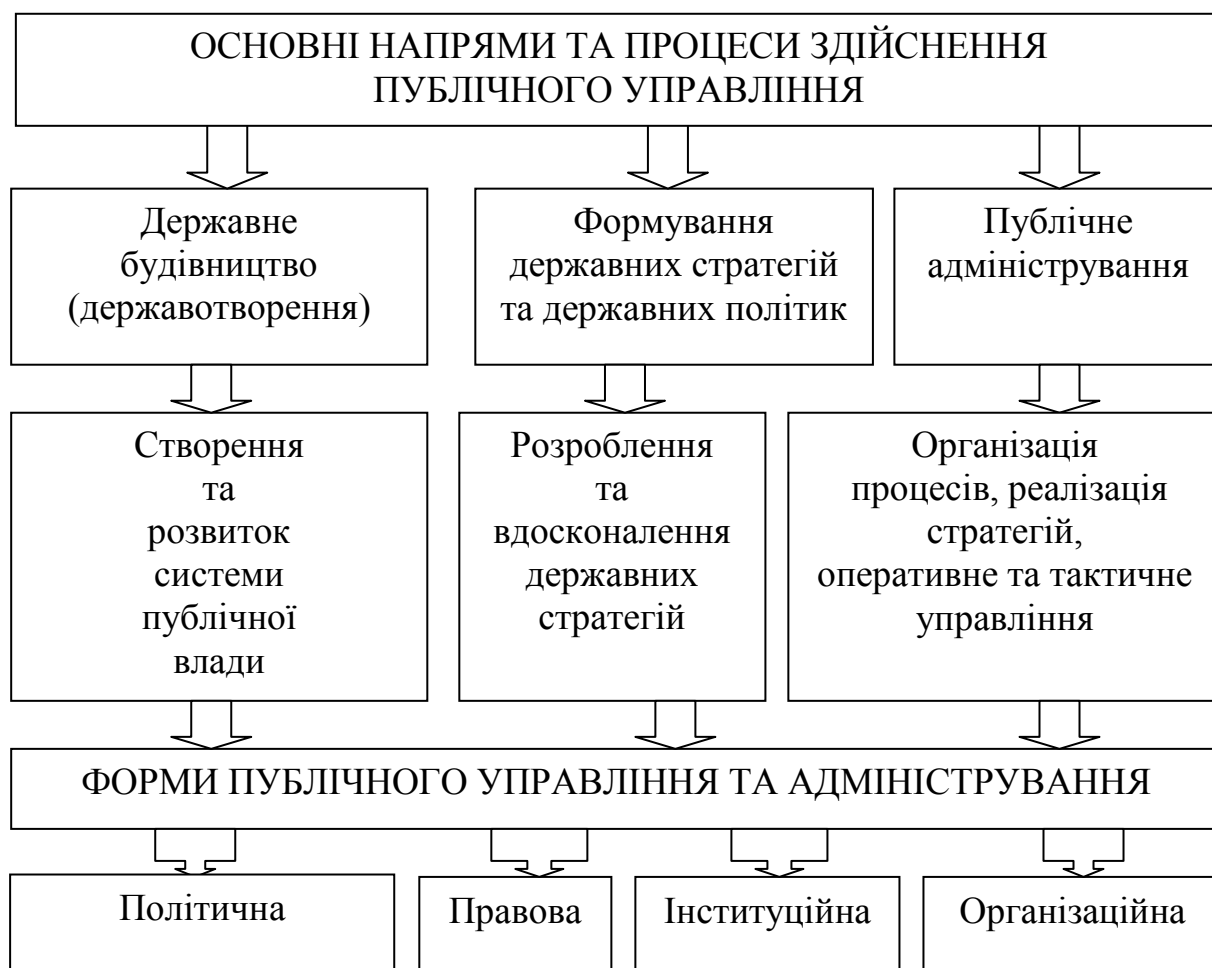 ОСНОВНІ НАПРЯМИ ТА ПРОЦЕСИ ЗДІЙСНЕННЯ
ПУБЛІЧНОГО УПРАВЛІННЯ
Державне
будівництво
(державотворення)
Формування
державних стратегій
та державних політик
Публічне
адміністрування
Створення
та
розвиток
системи
публічної
влади
Розроблення
та
вдосконалення
державних
стратегій
Організація
процесів, реалізація
стратегій,
оперативне та тактичне
управління
ФОРМИ ПУБЛІЧНОГО УПРАВЛІННЯ ТА АДМІНІСТРУВАННЯ
Політична
Правова
Інституційна
Організаційна